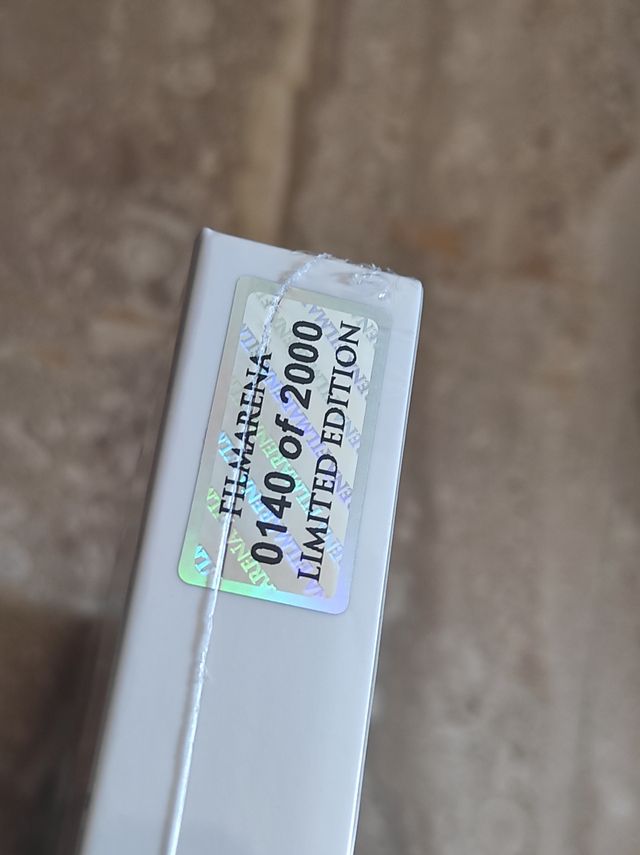 FILMARENA
0140 of 2000
LIMITED EDITION